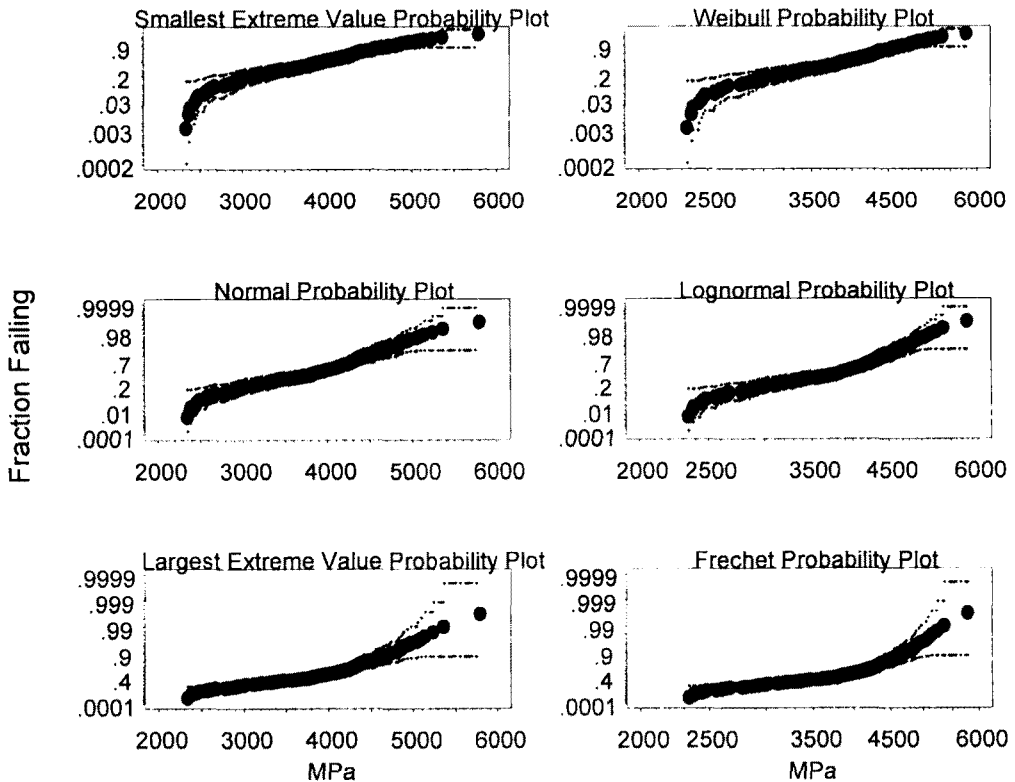 Smallest Extreme Value Probability Plot
.9
.2
.03
.003
.0002
2000 3000 4000 5000 6000
Weibull Probability Plot
.9
.2
.03
.003
.0002
2000 2500 3500 4500 6000
Fraction Failing
Normal Probability Plot
.9999
.98
.7
.2
.01
.0001
2000 3000 4000 5000 6000
Lognormal Probability Plot
.9999
.98
.7
.2
.01
.0001
2000 2500 3500 4500 6000
Largest Extreme Value Probability Plot
.9999
.999
.99
.9
.4
.0001
2000 3000 4000 5000 6000
MPa
Frechet Probability Plot
.9999
.999
.99
.9
.4
.0001
2000 2500 3500 4500 6000
MPa